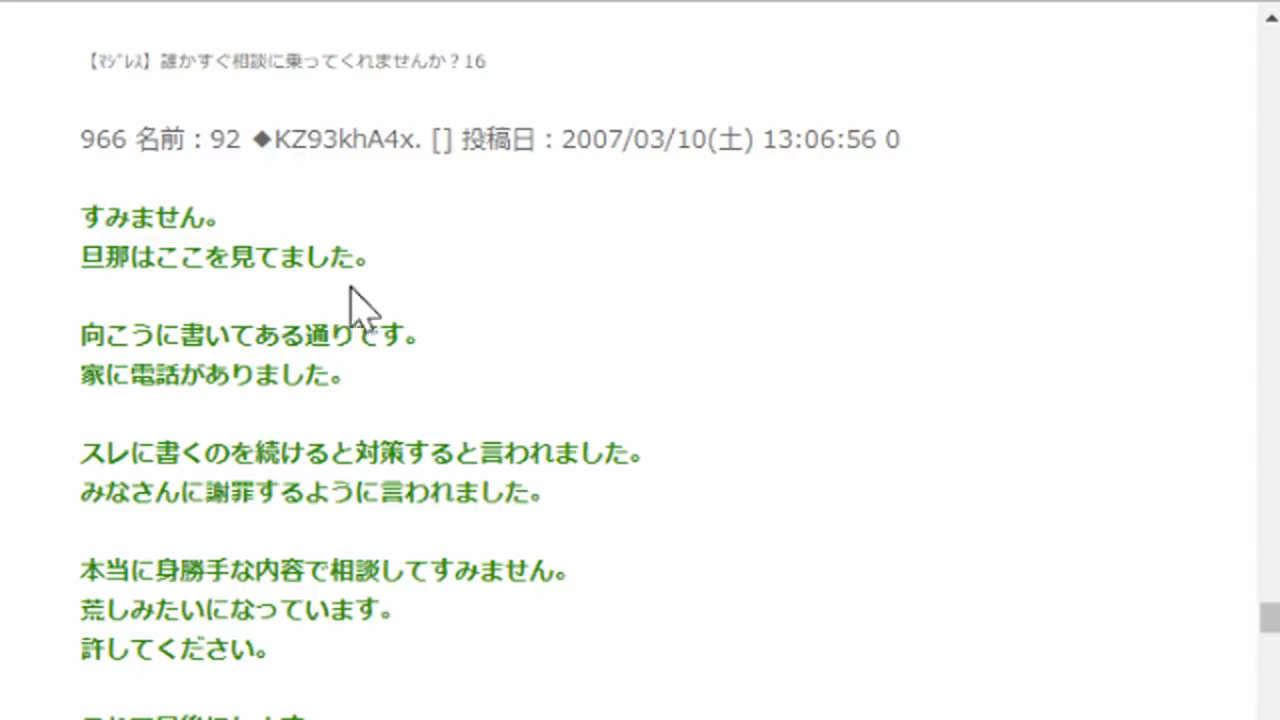 【ﾏｼﾞﾚｽ】誰かすぐ相談に乗ってくれませんか？16
966 名前：92 ◆KZ93khA4x. [] 投稿日：2007/03/10(土) 13:06:56 0
すみません。
旦那はここを見てました。
向こうに書いてある通りです。
家に電話がありました。
スレに書くのを続けると対策すると言われました。
みなさんに謝罪するように言われました。
本当に身勝手な内容で相談してすみません。
荒しみたいになっています。
許してください。